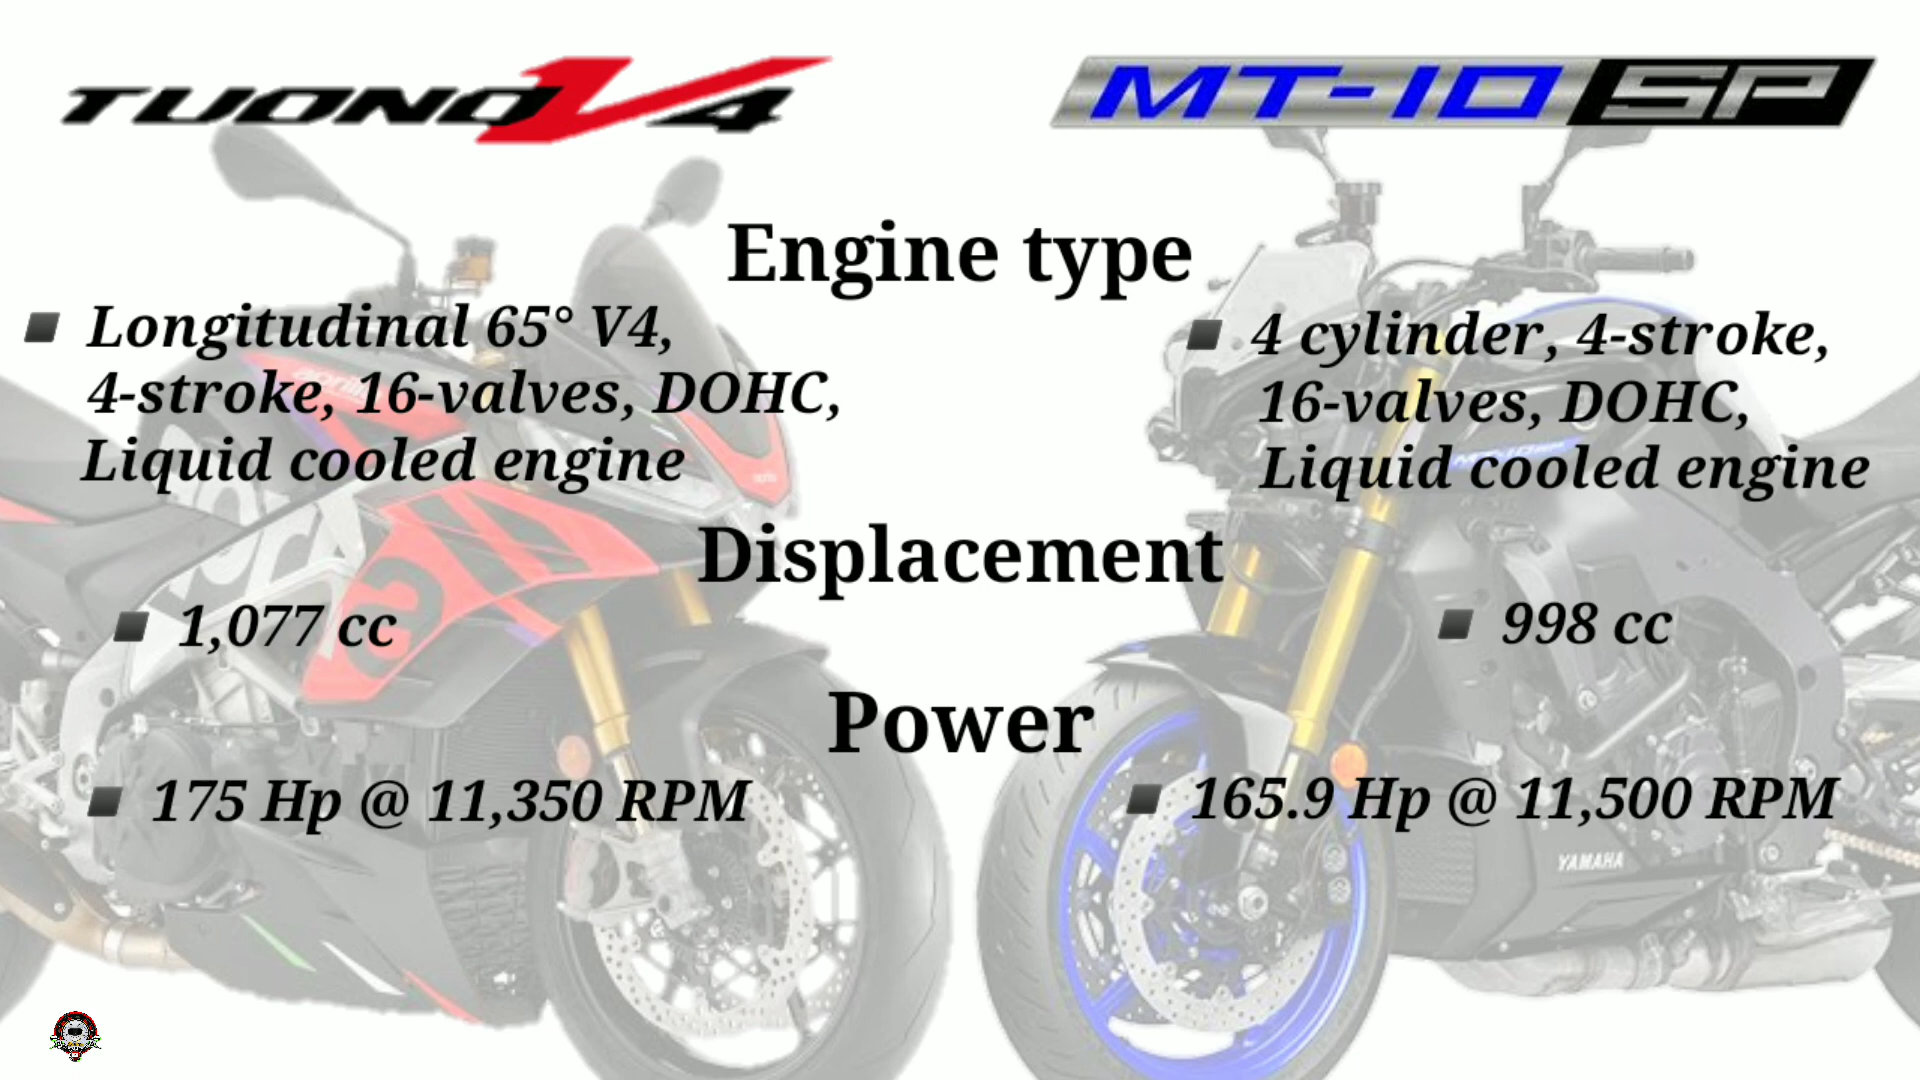 TUONO V4
MT-10 SP
Engine type
▪ Longitudinal 65° V4,
4-stroke, 16-valves, DOHC,
Liquid cooled engine
▪ 4 cylinder, 4-stroke,
16-valves, DOHC,
Liquid cooled engine
Displacement
▪ 1,077 cc
▪ 998 cc
Power
▪ 175 Hp @ 11,350 RPM
▪ 165.9 Hp @ 11,500 RPM
MT-10
YAMAHA